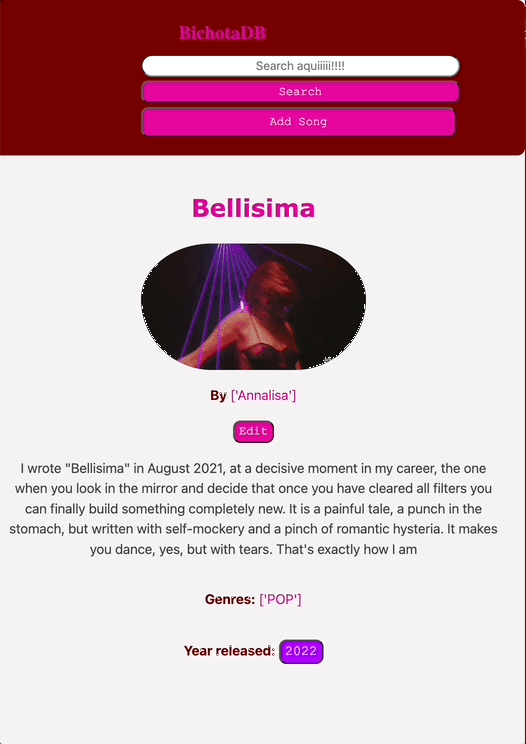 BichotaDB
Search aquiiiii!!!!
Search
Add Song
Bellisima
By ['Annalisa']
Edit
I wrote "Bellisima" in August 2021, at a decisive moment in my career, the one
when you look in the mirror and decide that once you have cleared all filters you
can finally build something completely new. It is a painful tale, a punch in the
stomach, but written with self-mockery and a pinch of romantic hysteria. It makes
you dance, yes, but with tears. That's exactly how I am
Genres: ['POP']
Year released: 2022